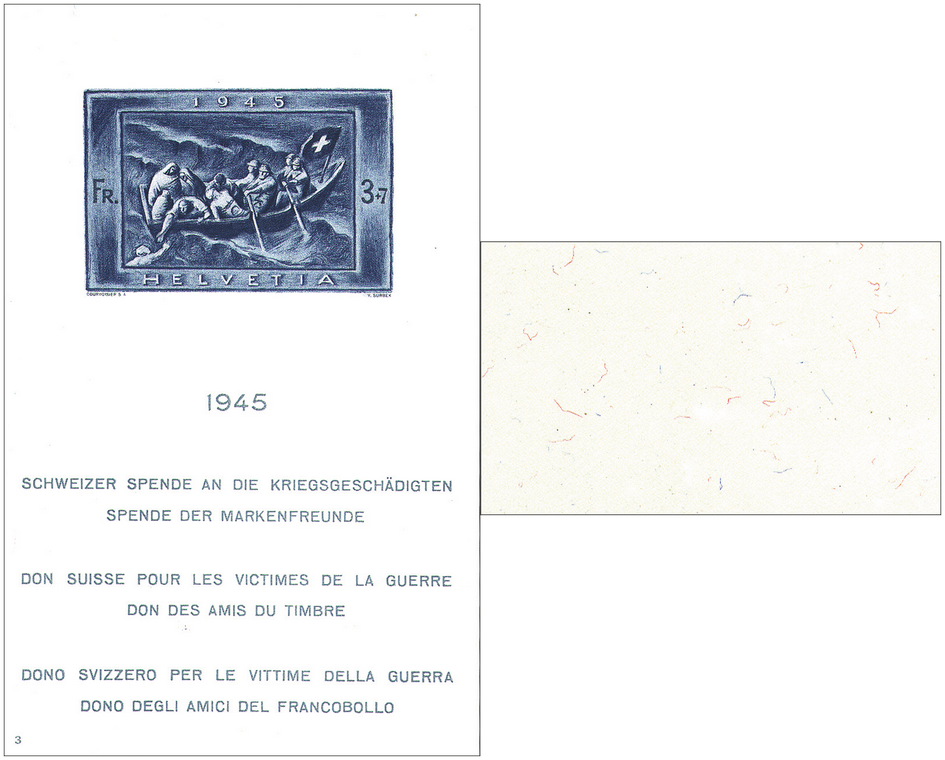 1945
FR. 3+7
HELVETIA
COURVOISIER S.A. V. SURBEK
1945
SCHWEIZER SPENDE AN DIE KRIEGSGESCHÄDIGTEN
SPENDE DER MARKENFREUNDE
DON SUISSE POUR LES VICTIMES DE LA GUERRE
DON DES AMIS DU TIMBRE
DONO SVIZZERO PER LE VITTIME DELLA GUERRA
DONO DEGLI AMICI DEL FRANCOBOLLO
3